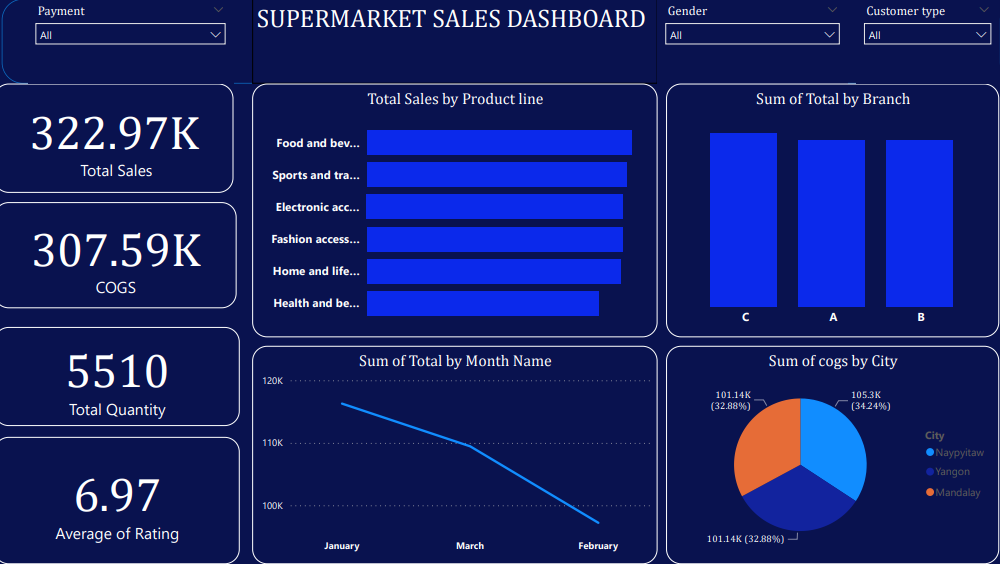 Payment
All
SUPERMARKET SALES DASHBOARD
Gender
All
Customer type
All
322.97K
Total Sales
307.59K
COGS
5510
Total Quantity
6.97
Average of Rating
Total Sales by Product line
Food and bev...
Sports and tra...
Electronic acc...
Fashion access...
Home and life...
Health and be...
Sum of Total by Branch
C
A
B
Sum of Total by Month Name
120K
110K
100K
January
March
February
Sum of cogs by City
101.14K
(32.88%)
105.3K
(34.24%)
101.14K (32.88%)
City
Naypyitaw
Yangon
Mandalay